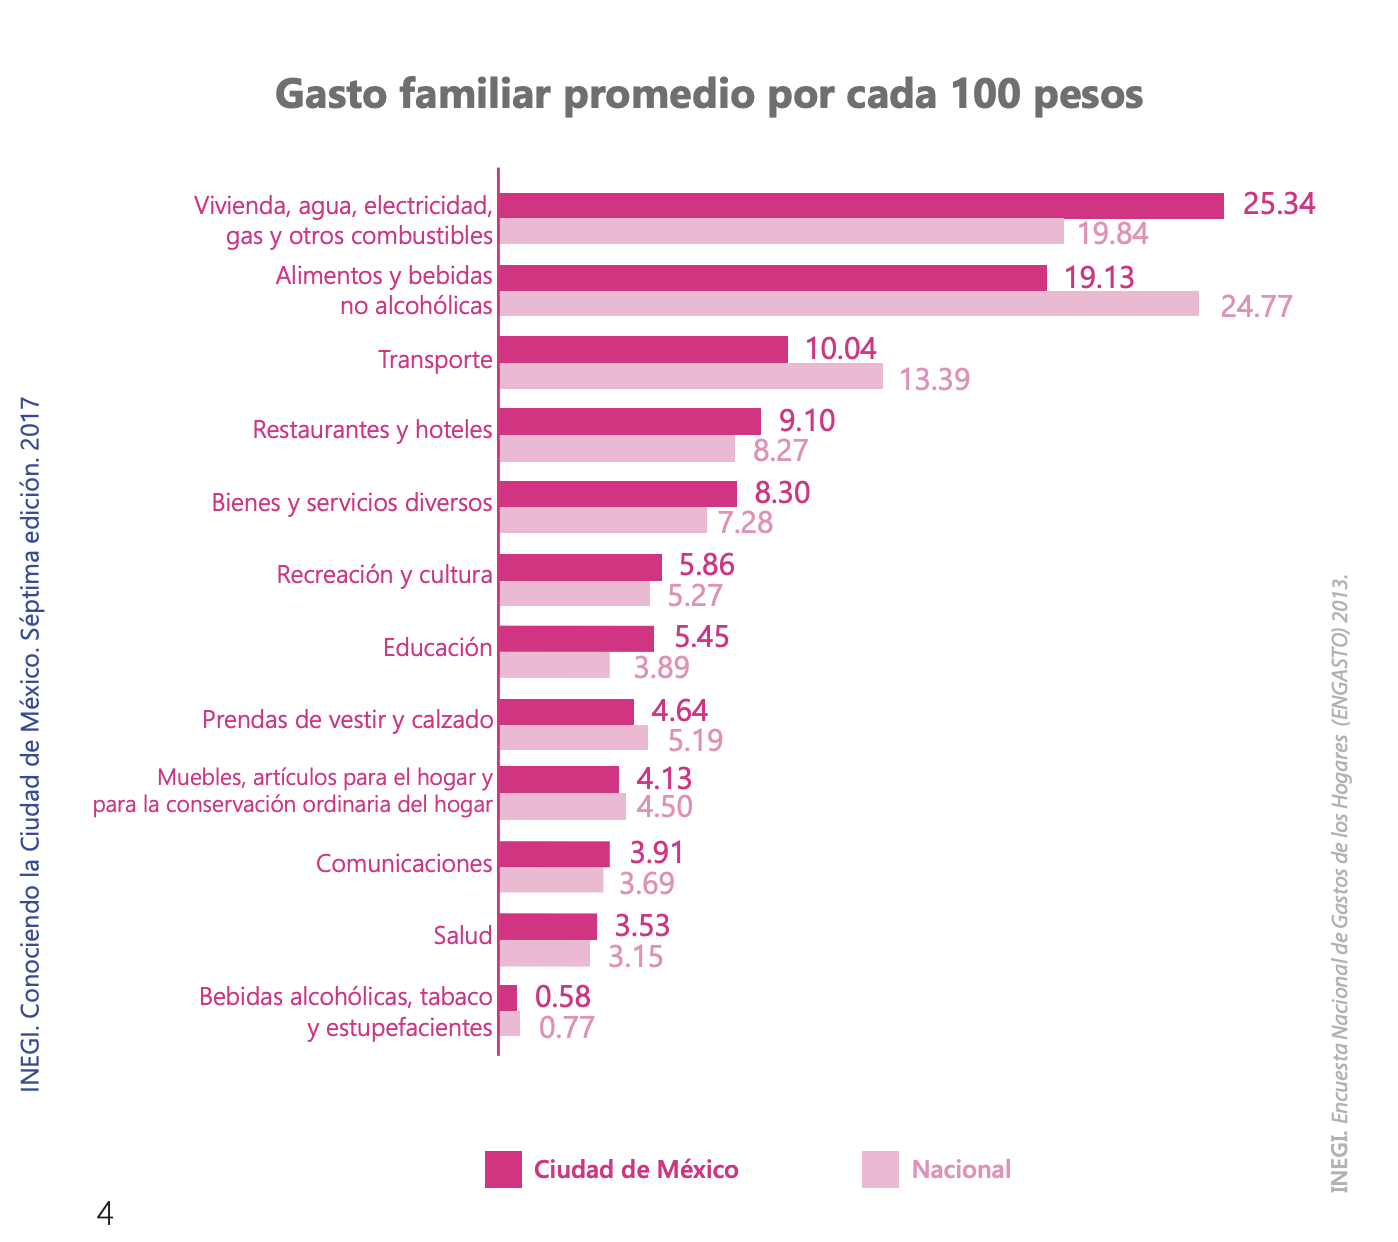 Gasto familiar promedio por cada 100 pesos
Vivienda, agua, electricidad,
gas y otros combustibles
25.34
19.84
Alimentos y bebidas
no alcohólicas
19.13
24.77
Transporte
10.04
13.39
Restaurantes y hoteles
9.10
8.27
Bienes y servicios diversos
8.30
7.28
Recreación y cultura
5.86
5.27
Educación
5.45
3.89
Prendas de vestir y calzado
4.64
5.19
Muebles, artículos para el hogar y
para la conservación ordinaria del hogar
4.13
4.50
Comunicaciones
3.91
3.69
Salud
3.53
3.15
Bebidas alcohólicas, tabaco
y estupefacientes
0.58
0.77
Ciudad de México
Nacional
INEGI. Conociendo la Ciudad de México. Séptima edición. 2017
INEGI. Encuesta Nacional de Gastos de los Hogares (ENGASTO) 2013.
4